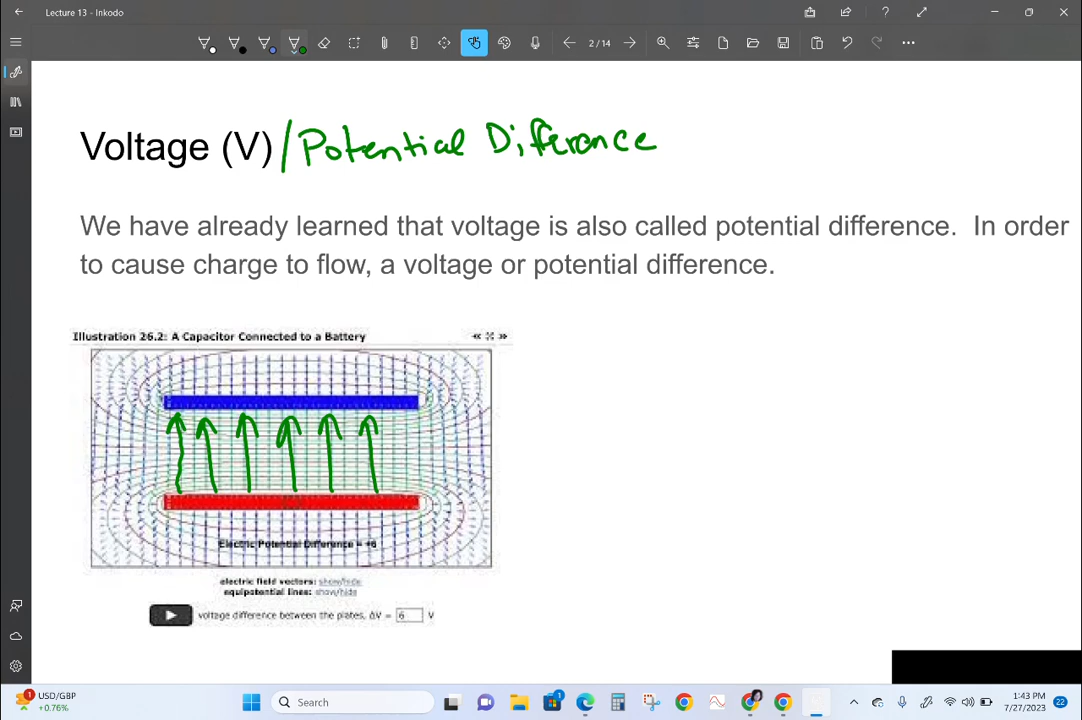 Lecture 13 - Inkodo
2 / 14
Voltage (V) / Potential Difference
We have already learned that voltage is also called potential difference. In order
to cause charge to flow, a voltage or potential difference.
Illustration 26.2: A Capacitor Connected to a Battery
Electric Potential Difference = +6
electric field vectors: show/hide
equipotential lines: show/hide
voltage difference between the plates, ΔV = 6 V
1
USD/GBP
+0.76%
Search
1
1:43 PM
7/27/2023
22